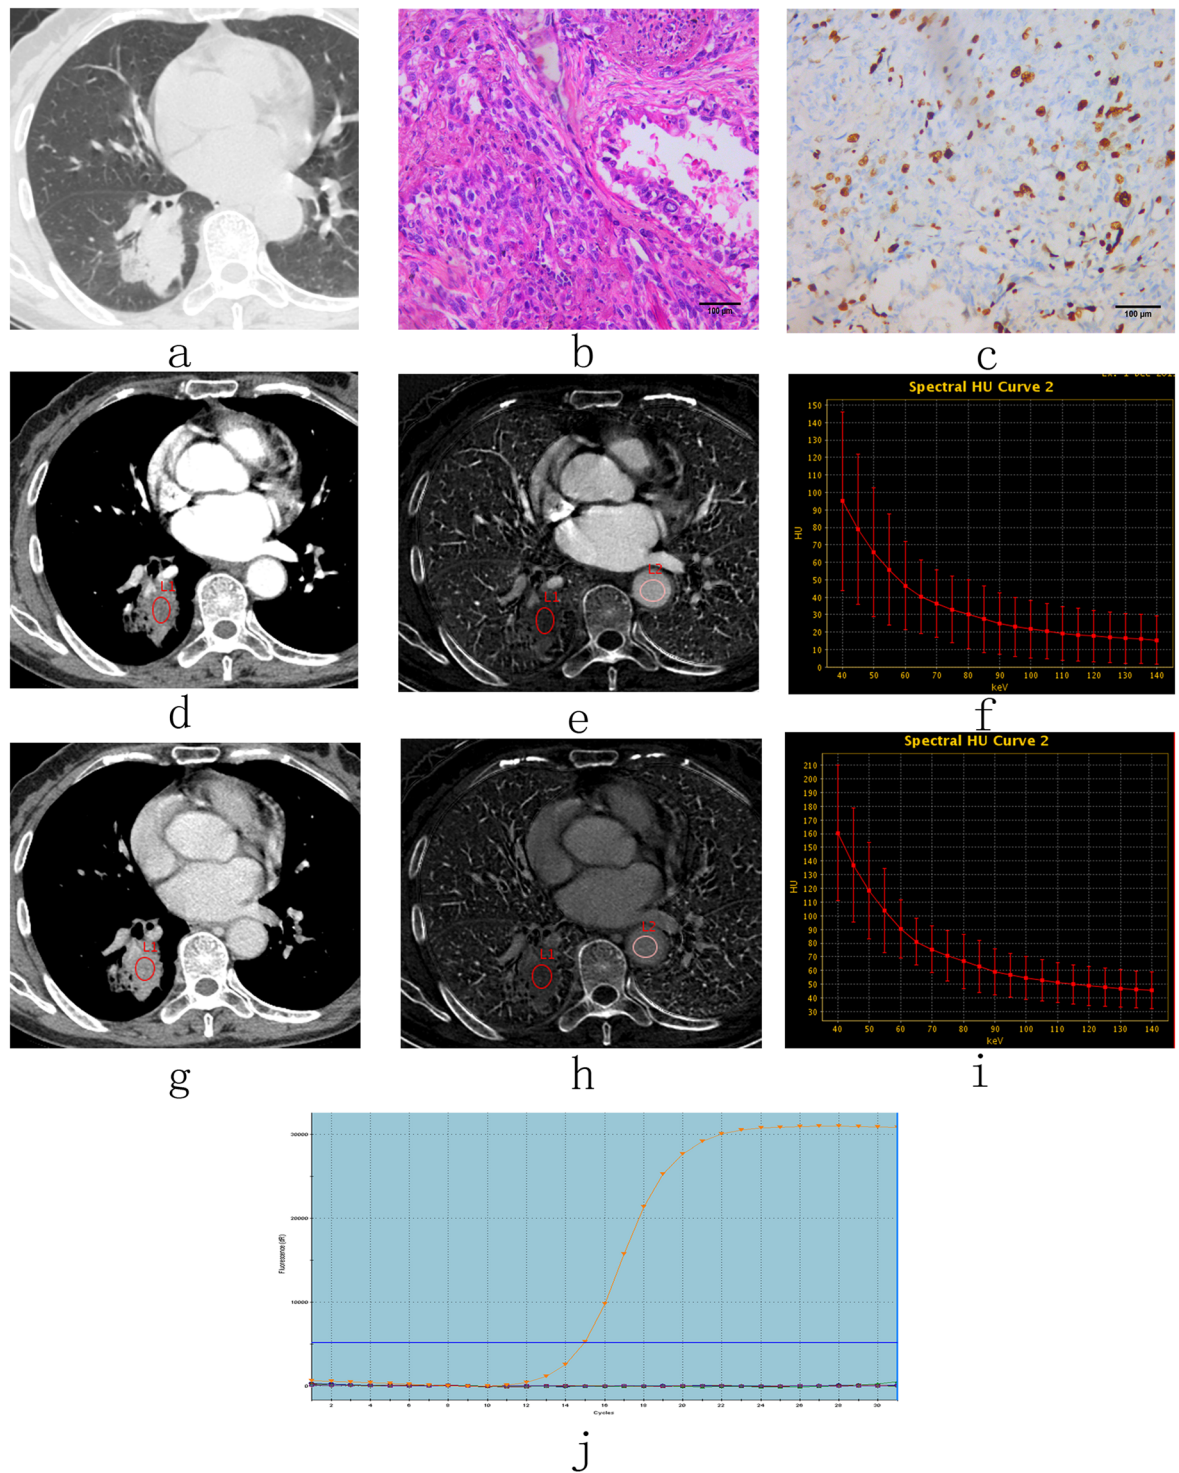 100 µm
100 µm
a
b
c
L1
L1
L2
Spectral HU Curve 2
150
140
130
120
110
100
90
80
70
60
50
40
30
20
10
0
HU
40 50 60 70 80 90 100 110 120 130 140
keV
d
e
f
L1
L1
L2
Spectral HU Curve 2
210
200
190
180
170
160
150
140
130
120
110
100
90
80
70
60
50
40
30
HU
40 50 60 70 80 90 100 110 120 130 140
keV
g
h
i
30000
20000
10000
0
Fluorescence (dR)
2 4 6 8 10 12 14 16 18 20 22 24 26 28 30
Cycles
j